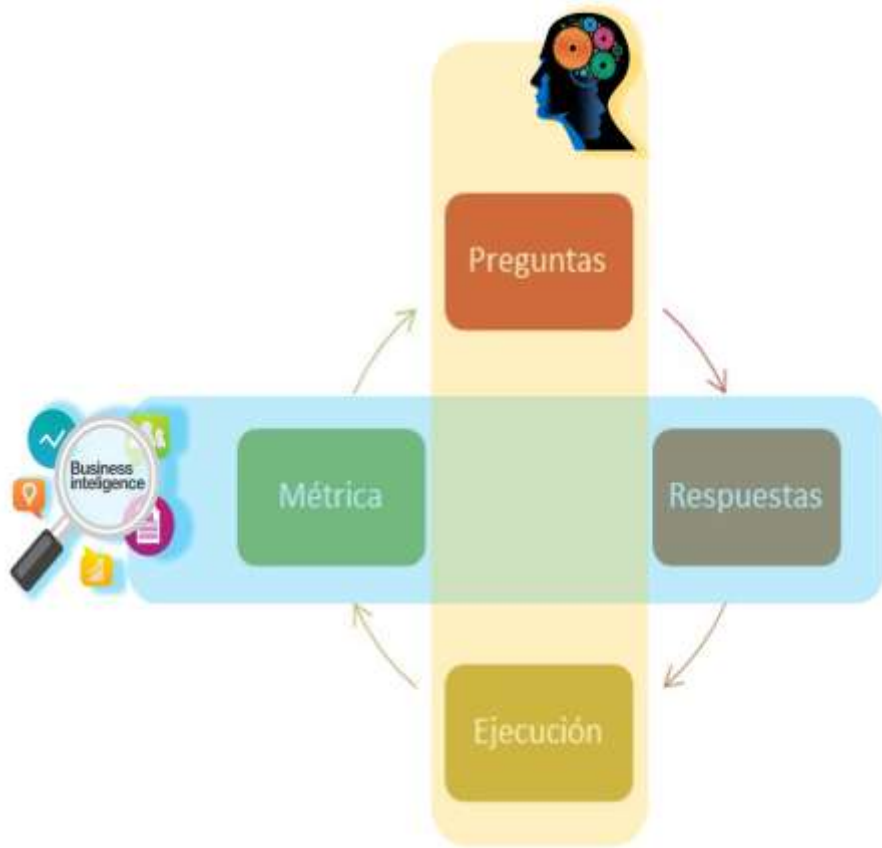 Preguntas
Business
inteligence
Métrica
Respuestas
Ejecución